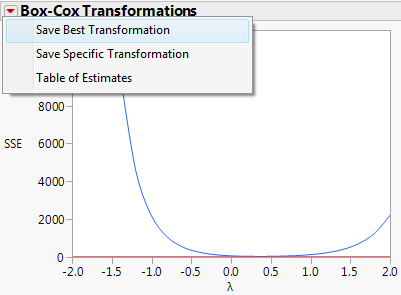 Box-Cox Transformations
Save Best Transformation
Save Specific Transformation
Table of Estimates
8000
SSE
6000
4000
2000
0
-2.0 -1.5 -1.0 -0.5 0.0 0.5 1.0 1.5 2.0
λ